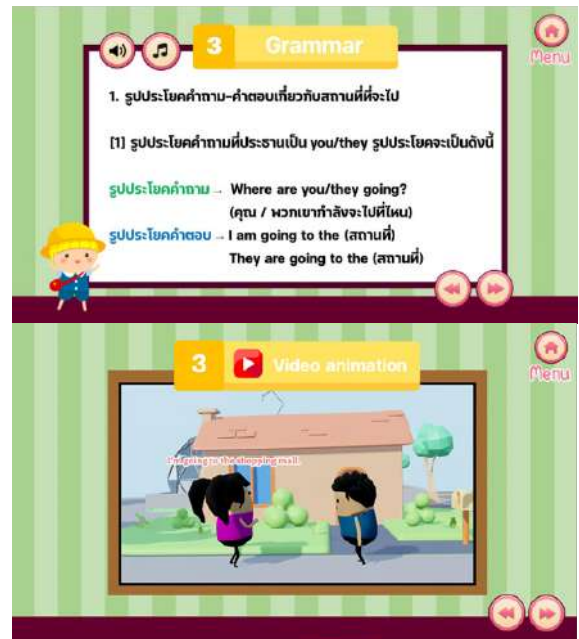 3 Grammar
Menu
1. รูปประโยคคำถาม-คำตอบเกี่ยวกับสถานที่ที่จะไป
[1] รูปประโยคคำถามที่ประธานเป็น you/they รูปประโยคจะเป็นดังนี้
รูปประโยคคำถาม → Where are you/they going?
(คุณ / พวกเขากำลังจะไปที่ไหน)
รูปประโยคคำตอบ → I am going to the (สถานที่)
They are going to the (สถานที่)
3 Video animation
Menu
I'm going to the shopping mall.